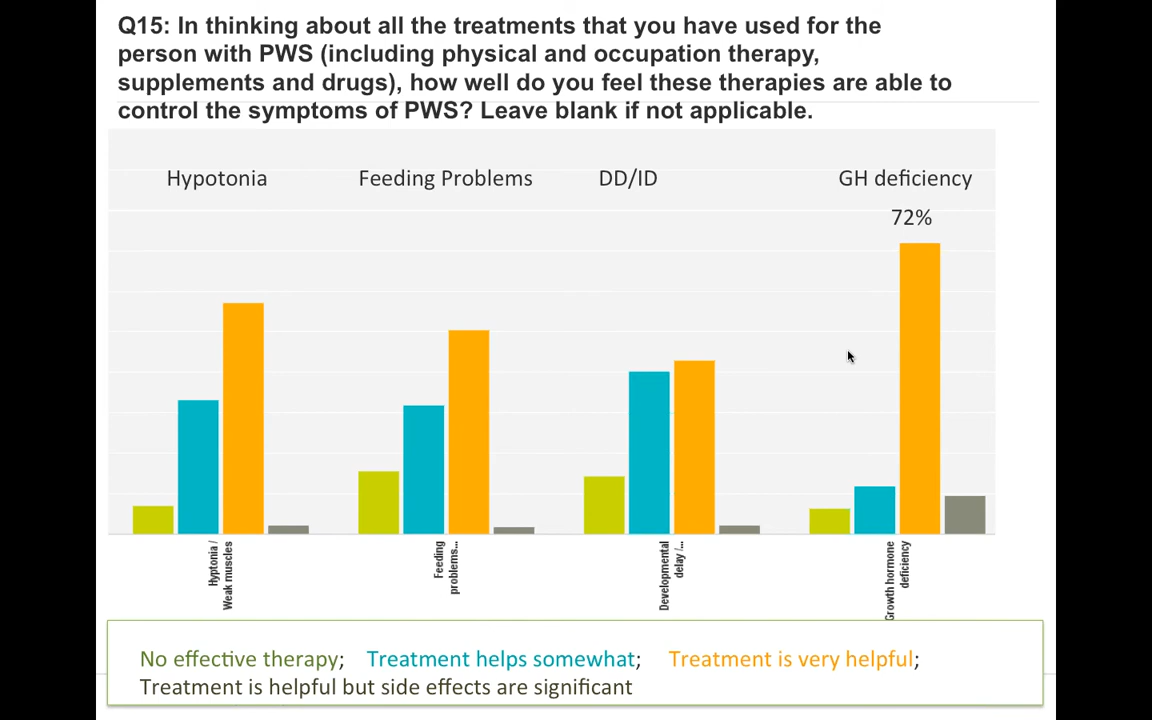 Q15: In thinking about all the treatments that you have used for the
person with PWS (including physical and occupation therapy,
supplements and drugs), how well do you feel these therapies are able to
control the symptoms of PWS? Leave blank if not applicable.
Hypotonia
Feeding Problems
DD/ID
GH deficiency
72%
Hyptonia /
Weak muscles
Feeding
problems...
Developmental
delay /...
Growth hormone
deficiency
No effective therapy; Treatment helps somewhat; Treatment is very helpful;
Treatment is helpful but side effects are significant